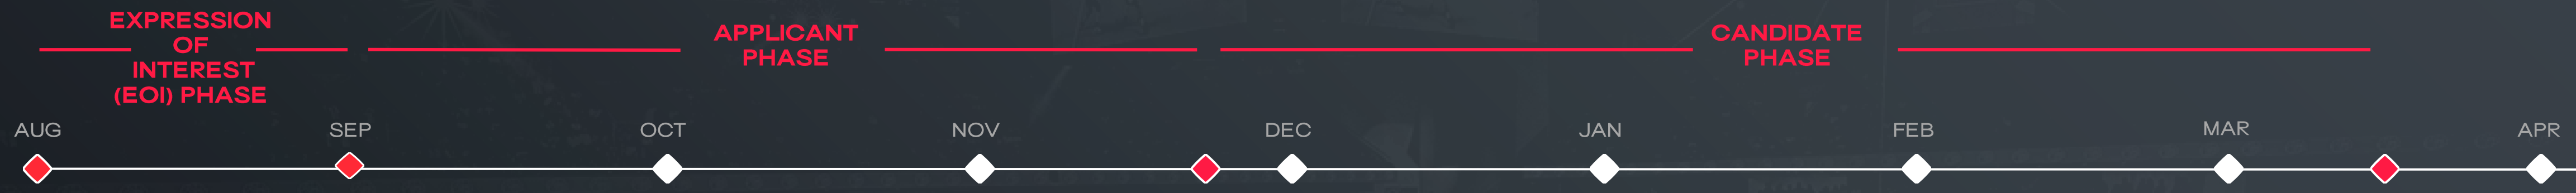 EXPRESSION
OF
INTEREST
(EOI) PHASE
APPLICANT
PHASE
CANDIDATE
PHASE
AUG SEP OCT NOV DEC JAN FEB MAR APR